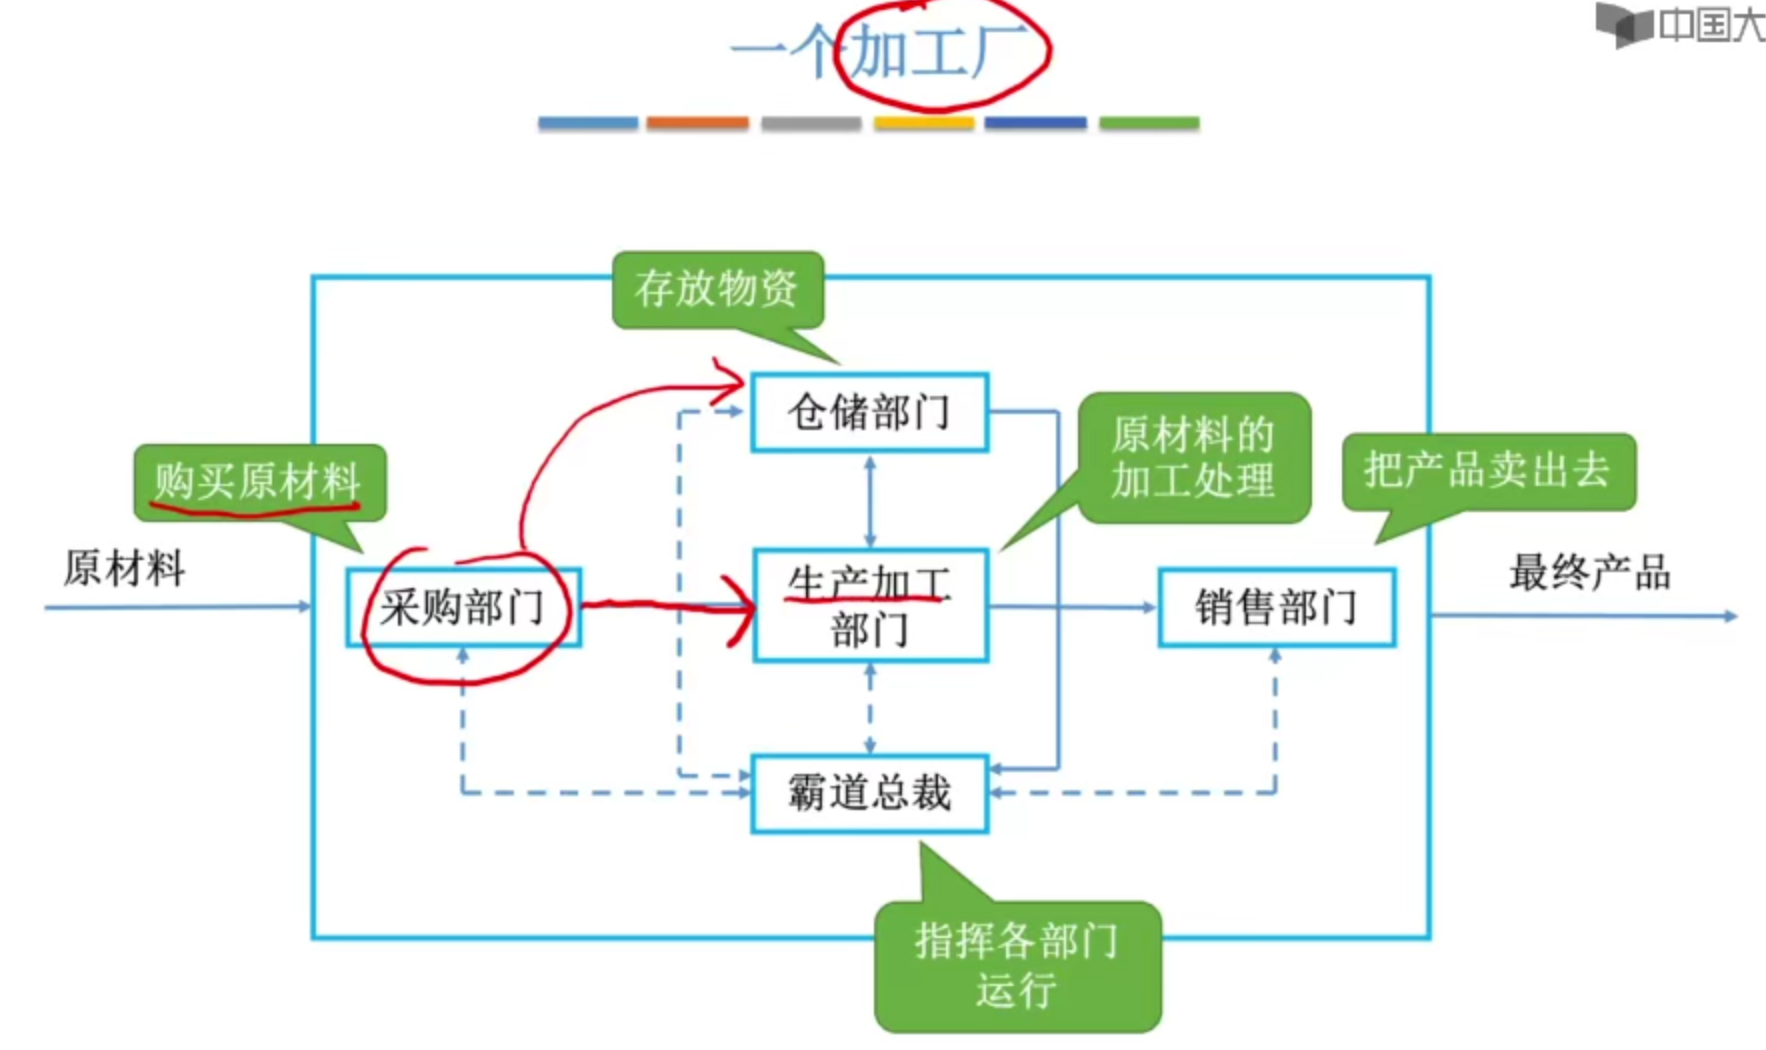 中国大
一个加工厂
存放物资
仓储部门
原材料的
加工处理
购买原材料
把产品卖出去
原材料
采购部门
生产加工
部门
销售部门
最终产品
霸道总裁
指挥各部门
运行